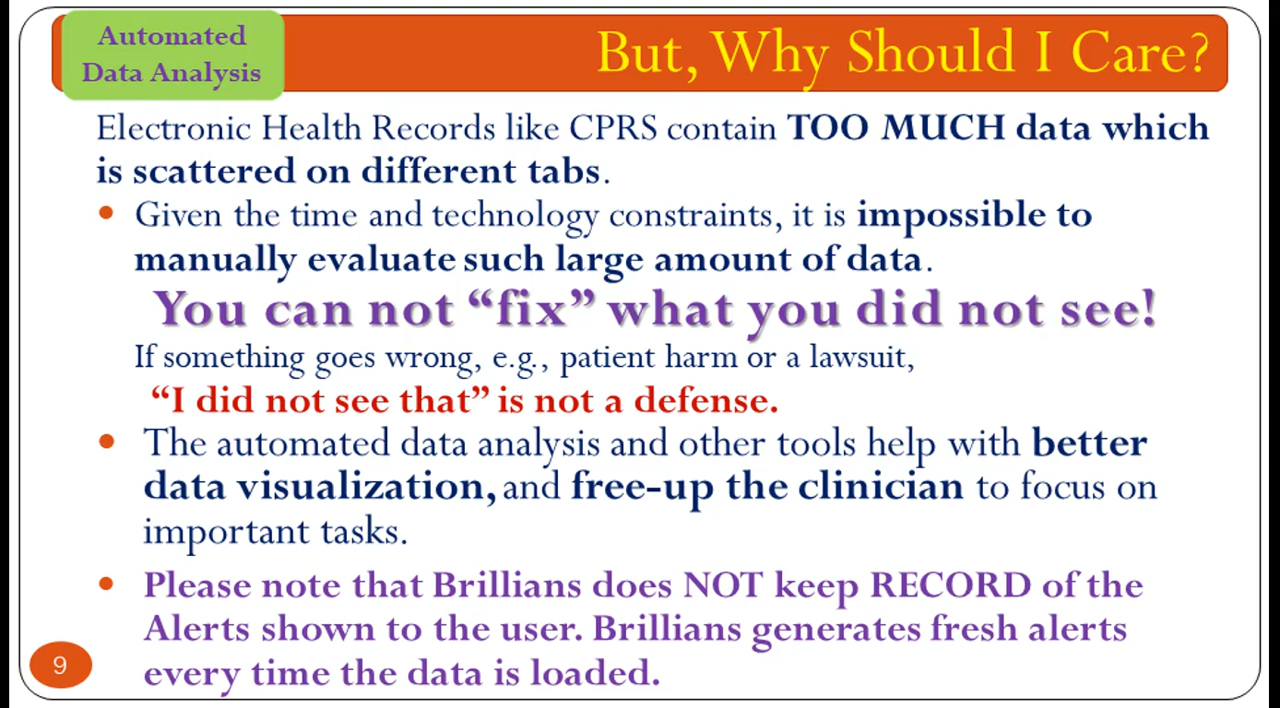 Automated
Data Analysis
But, Why Should I Care?
Electronic Health Records like CPRS contain TOO MUCH data which
is scattered on different tabs.
• Given the time and technology constraints, it is impossible to
manually evaluate such large amount of data.
You can not “fix” what you did not see!
If something goes wrong, e.g., patient harm or a lawsuit,
“I did not see that” is not a defense.
• The automated data analysis and other tools help with better
data visualization, and free-up the clinician to focus on
important tasks.
• Please note that Brillians does NOT keep RECORD of the
Alerts shown to the user. Brillians generates fresh alerts
every time the data is loaded.
9